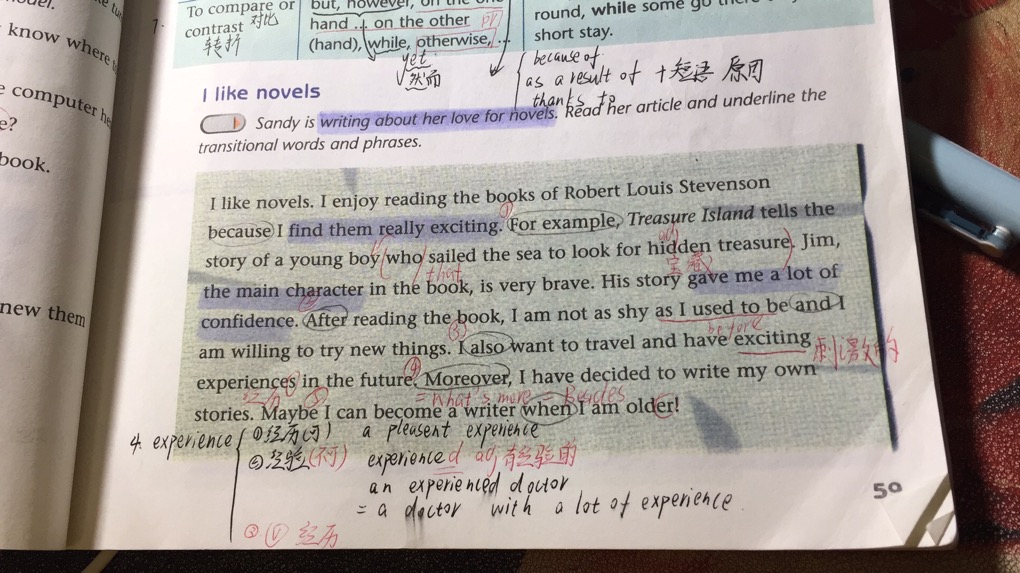 know where
computer he
e?
book.
new them
To compare or
contrast 对比
转折
but, however, on the one
hand ... on the other
(hand), while, otherwise, ...
yet
然而
round, while some go there
short stay.
because of
as a result of + 短语 原因
thanks to
I like novels
Sandy is writing about her love for novels. Read her article and underline the
transitional words and phrases.
I like novels. I enjoy reading the books of Robert Louis Stevenson
because I find them really exciting. For example, Treasure Island tells the
①
adj
story of a young boy who sailed the sea to look for hidden treasure. Jim,
that
宝藏
the main character in the book, is very brave. His story gave me a lot of
confidence. After reading the book, I am not as shy as I used to be and I
before
③
am willing to try new things. I also want to travel and have exciting
刺激的
④
experiences in the future. Moreover, I have decided to write my own
经历
⑤
= what's more = Besides
stories. Maybe I can become a writer when I am older!
4. experience ①经历(可) a pleasent experience
②经验(不可) experienced adj 有经验的
an experienced doctor
= a doctor with a lot of experience.
③ ⓥ 经历
50